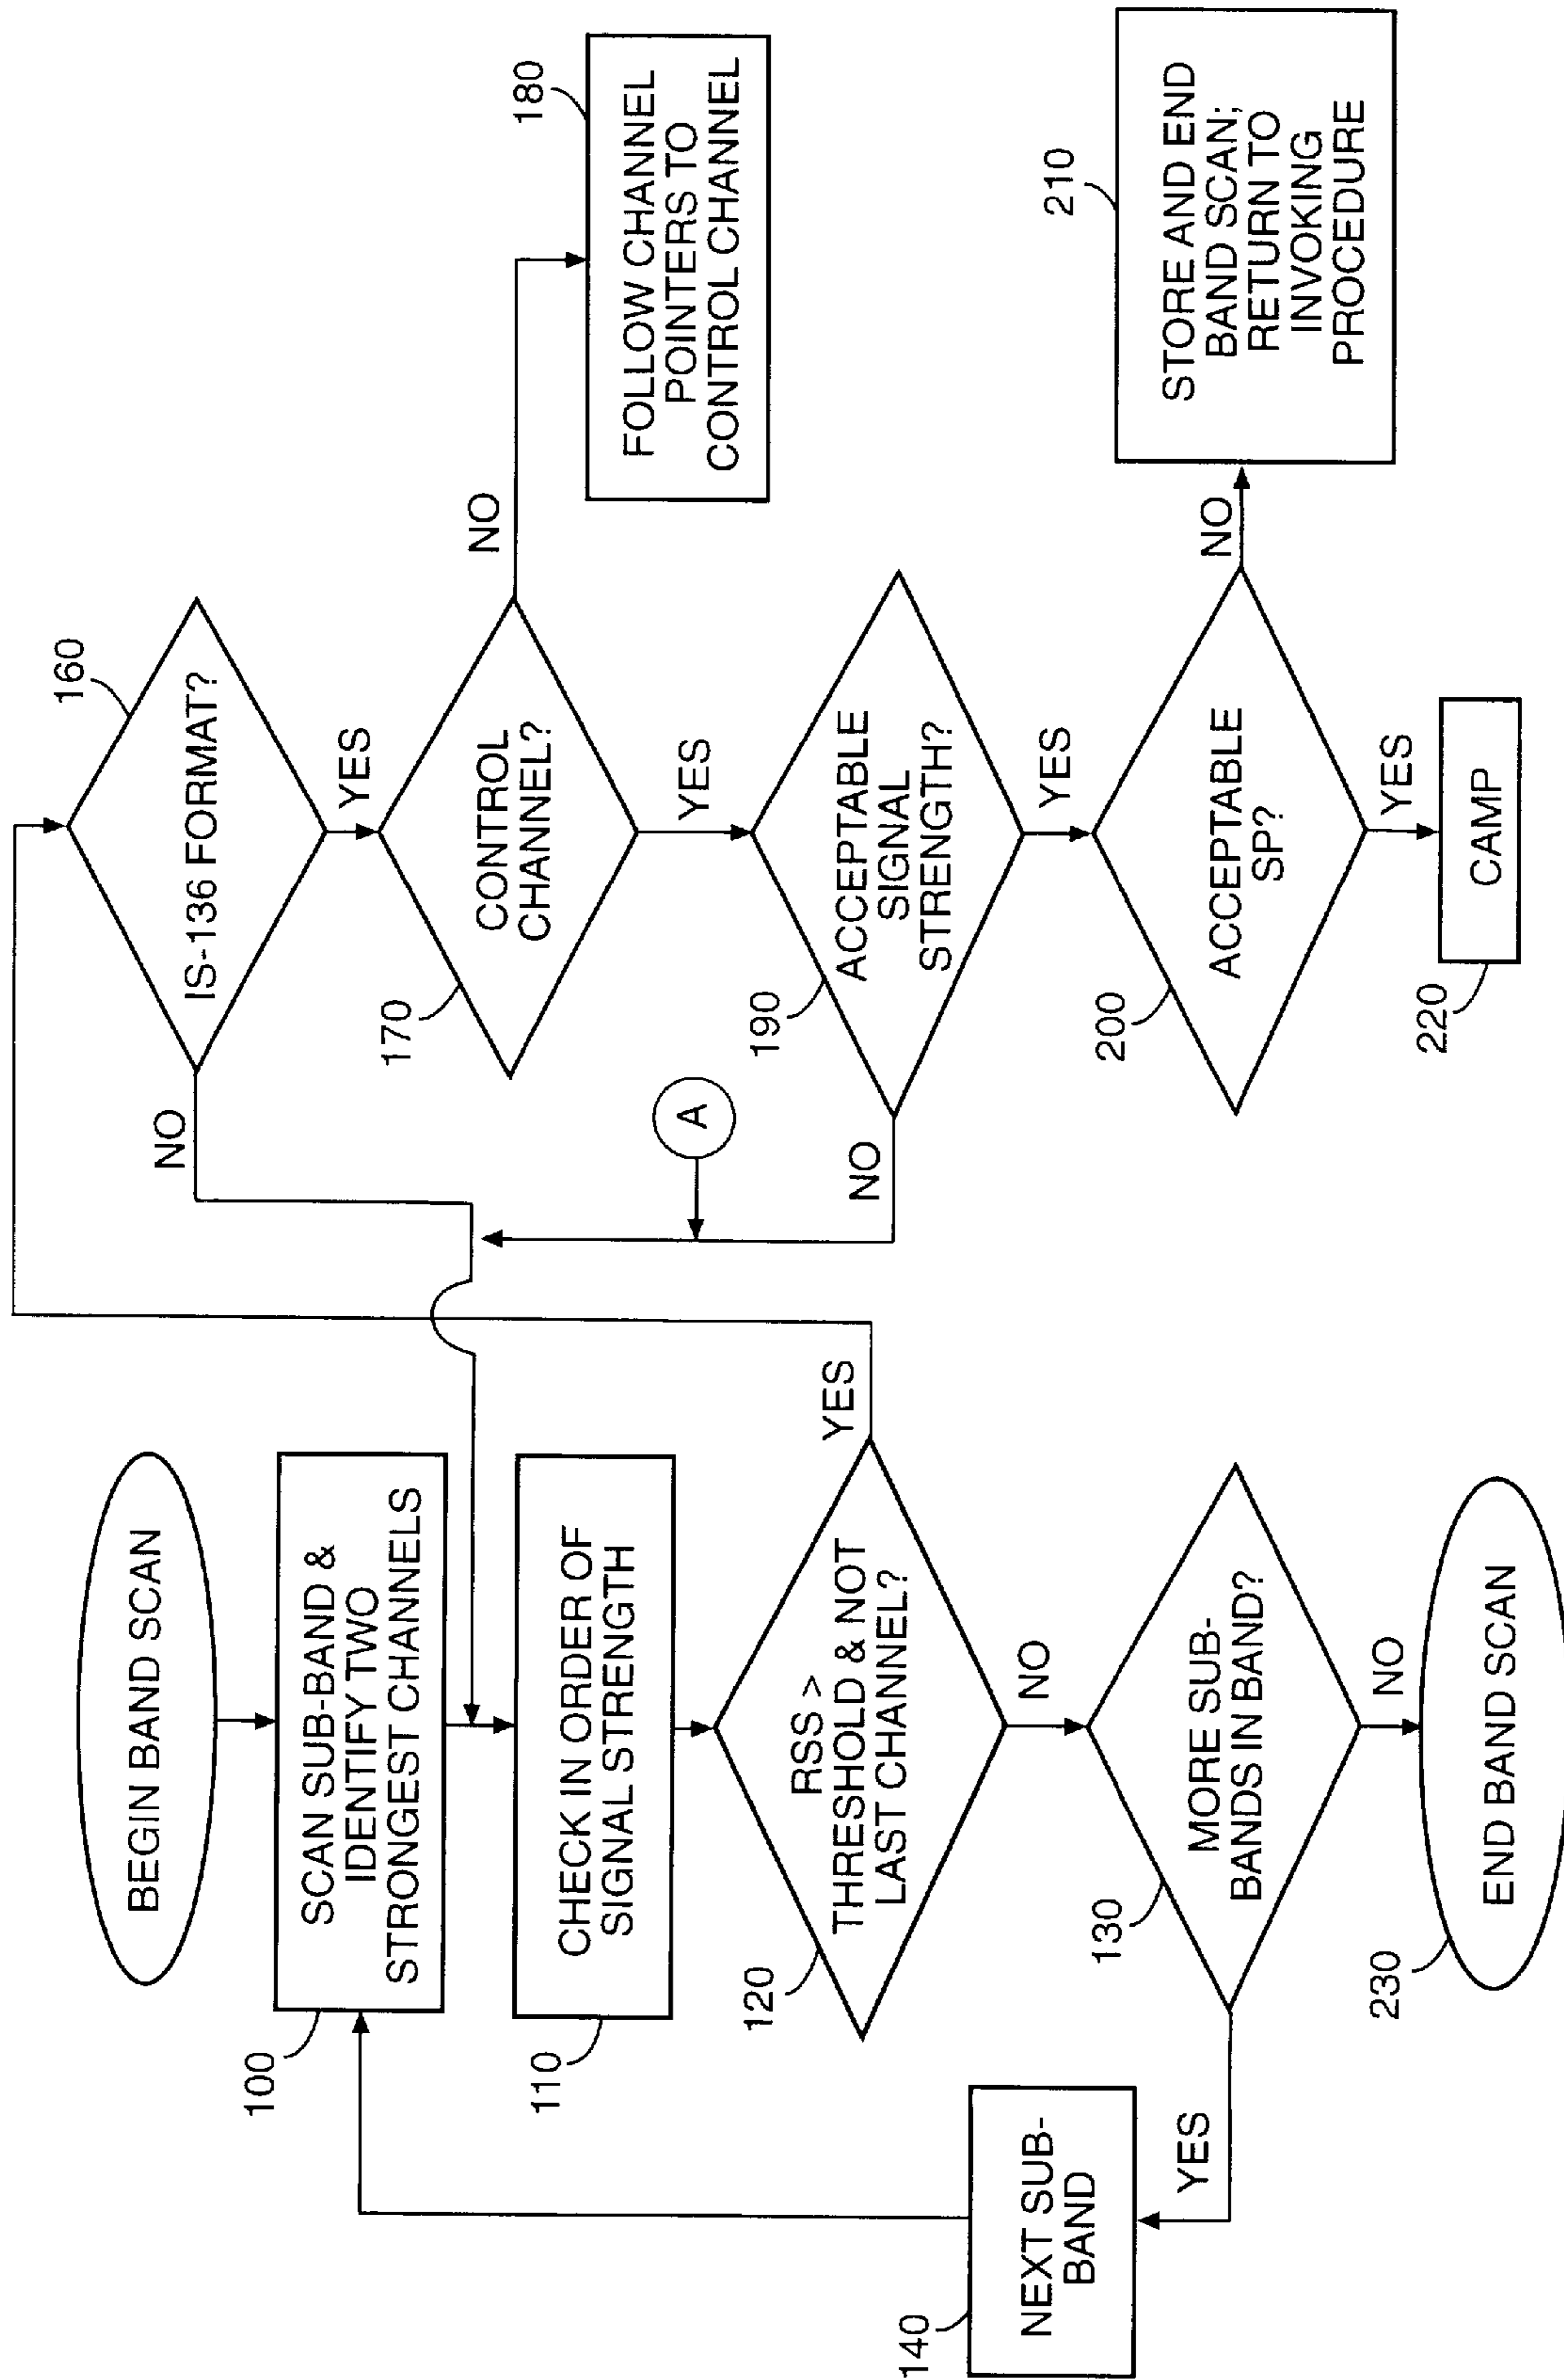 BEGIN BAND SCAN
100
SCAN SUB-BAND &
IDENTIFY TWO
STRONGEST CHANNELS
110
CHECK IN ORDER OF
SIGNAL STRENGTH
120
RSS >
THRESHOLD & NOT
LAST CHANNEL?
YES
NO
130
MORE SUB-
BANDS IN BAND?
YES
NO
140
NEXT SUB-
BAND
230
END BAND SCAN
160
IS-136 FORMAT?
NO
YES
170
CONTROL
CHANNEL?
NO
YES
180
FOLLOW CHANNEL
POINTERS TO
CONTROL CHANNEL
A
190
ACCEPTABLE
SIGNAL
STRENGTH?
NO
YES
200
ACCEPTABLE
SP?
NO
YES
210
STORE AND END
BAND SCAN;
RETURN TO
INVOKING
PROCEDURE
220
CAMP